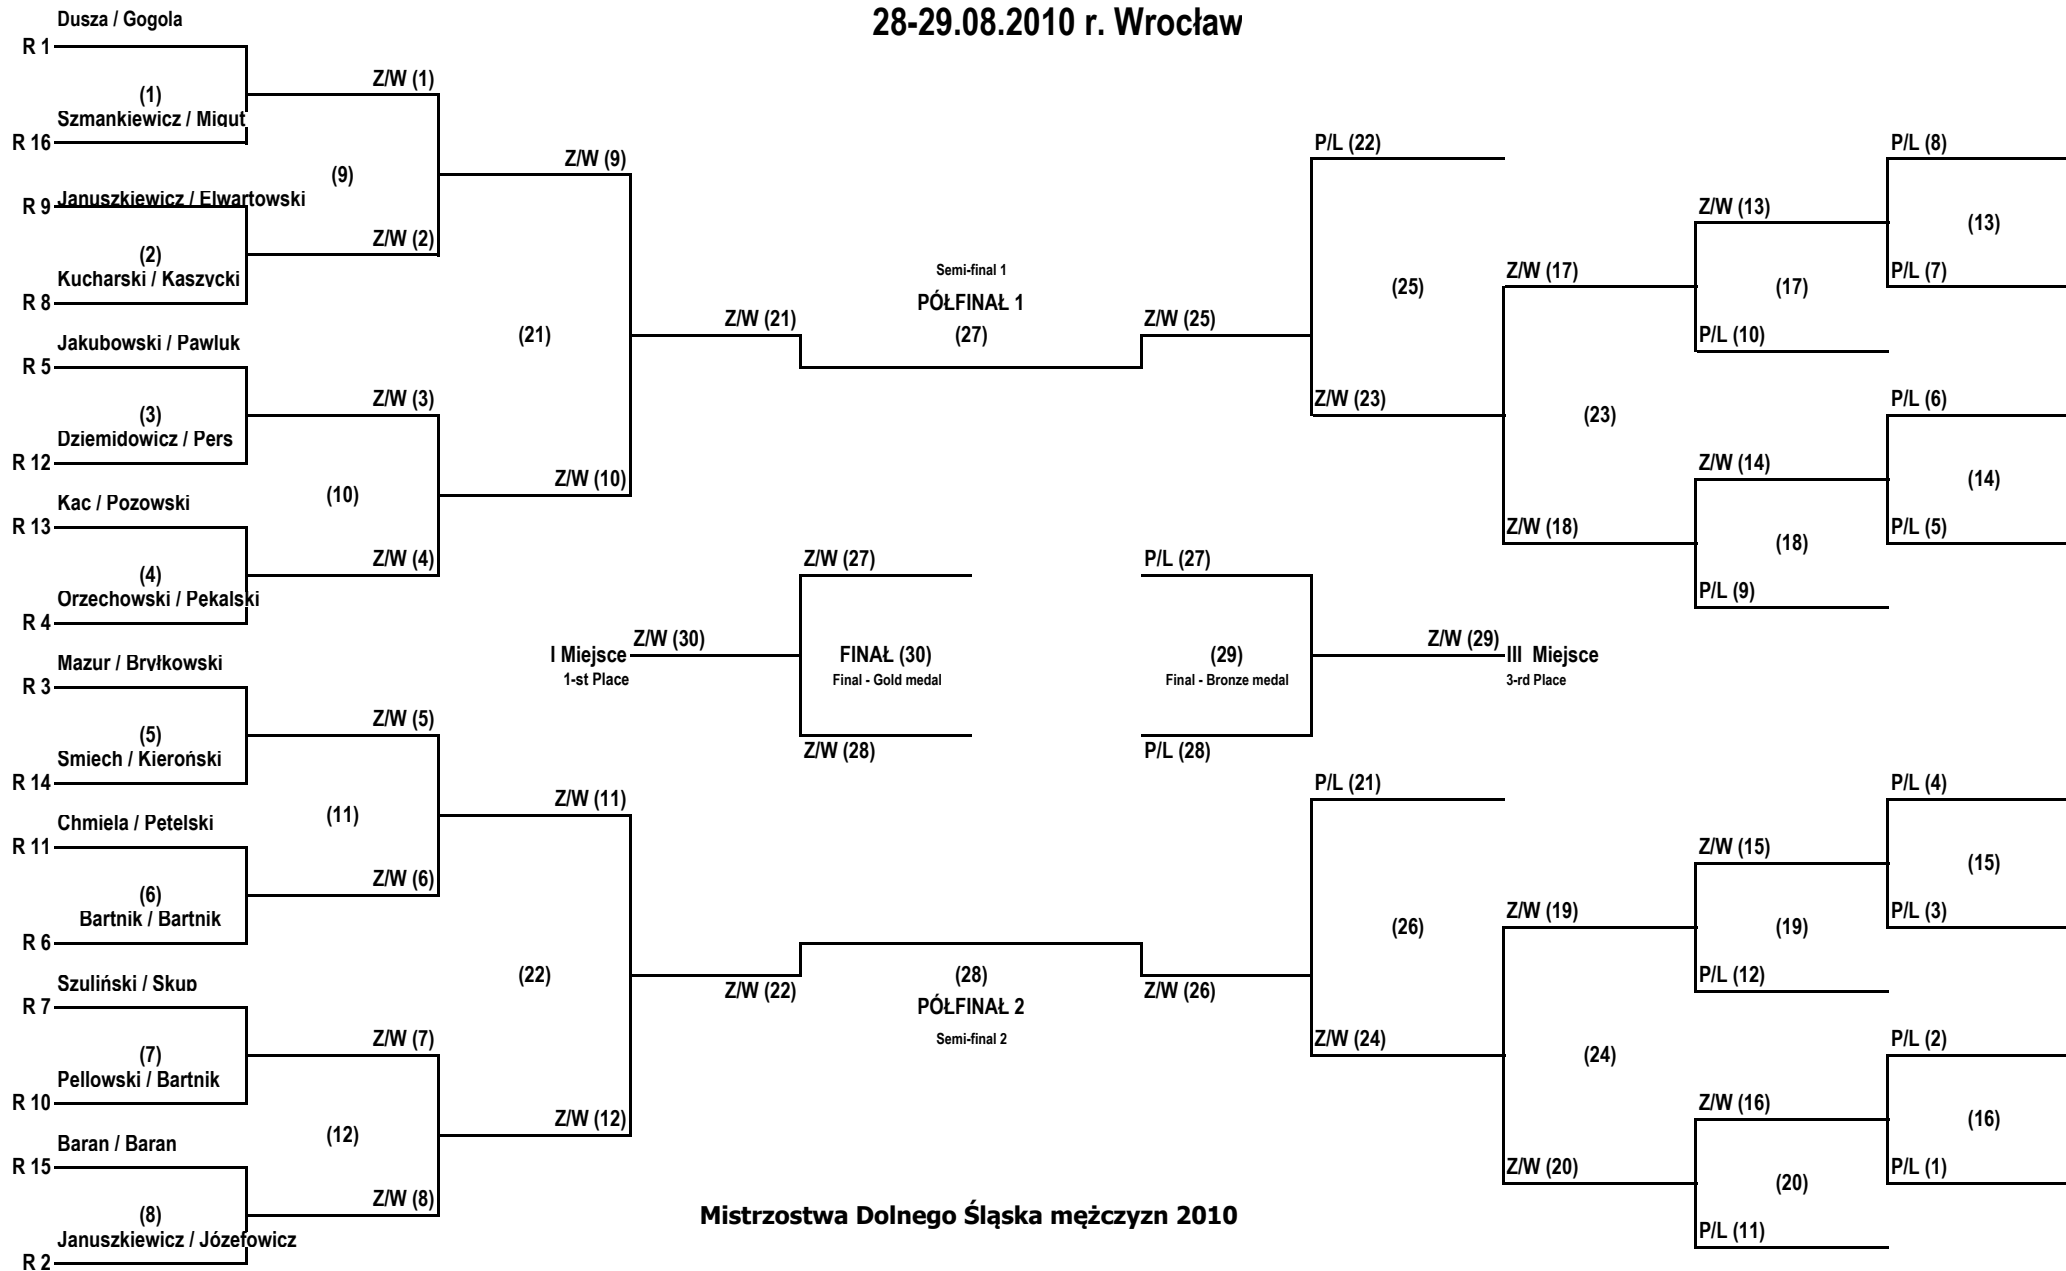 28-29.08.2010 r. Wrocław
Dusza / Gogola
R 1
Z/W (1)
(1)
Szmankiewicz / Migut
R 16
(9)
Z/W (9)
Januszkiewicz / Elwartowski
R 9
Z/W (2)
(2)
Kucharski / Kaszycki
R 8
(21)
Jakubowski / Pawluk
R 5
Z/W (3)
(3)
Dziemidowicz / Pers
R 12
(10)
Z/W (10)
Kac / Pozowski
R 13
Z/W (4)
(4)
Orzechowski / Pękalski
R 4
Mazur / Bryłkowski
R 3
Z/W (5)
(5)
Smiech / Kieroński
R 14
(11)
Z/W (11)
Chmiela / Petelski
R 11
Z/W (6)
(6)
Bartnik / Bartnik
R 6
(22)
Szuliński / Skup
R 7
Z/W (7)
(7)
Pellowski / Bartnik
R 10
(12)
Z/W (12)
Baran / Baran
R 15
Z/W (8)
(8)
Januszkiewicz / Józefowicz
R 2
Z/W (21)
Semi-final 1
PÓŁFINAŁ 1
(27)
Z/W (25)
Z/W (27)
P/L (27)
I Miejsce
1-st Place
Z/W (30)
FINAŁ (30)
Final - Gold medal
(29)
Final - Bronze medal
Z/W (29)
III Miejsce
3-rd Place
Z/W (28)
P/L (28)
Z/W (22)
(28)
PÓŁFINAŁ 2
Semi-final 2
Z/W (26)
P/L (22)
(25)
Z/W (23)
Z/W (17)
(23)
Z/W (18)
Z/W (13)
(17)
P/L (10)
Z/W (14)
(18)
P/L (9)
P/L (8)
(13)
P/L (7)
P/L (6)
(14)
P/L (5)
P/L (21)
(26)
Z/W (24)
Z/W (19)
(24)
Z/W (20)
Z/W (15)
(19)
P/L (12)
Z/W (16)
(20)
P/L (11)
P/L (4)
(15)
P/L (3)
P/L (2)
(16)
P/L (1)
Mistrzostwa Dolnego Śląska mężczyzn 2010